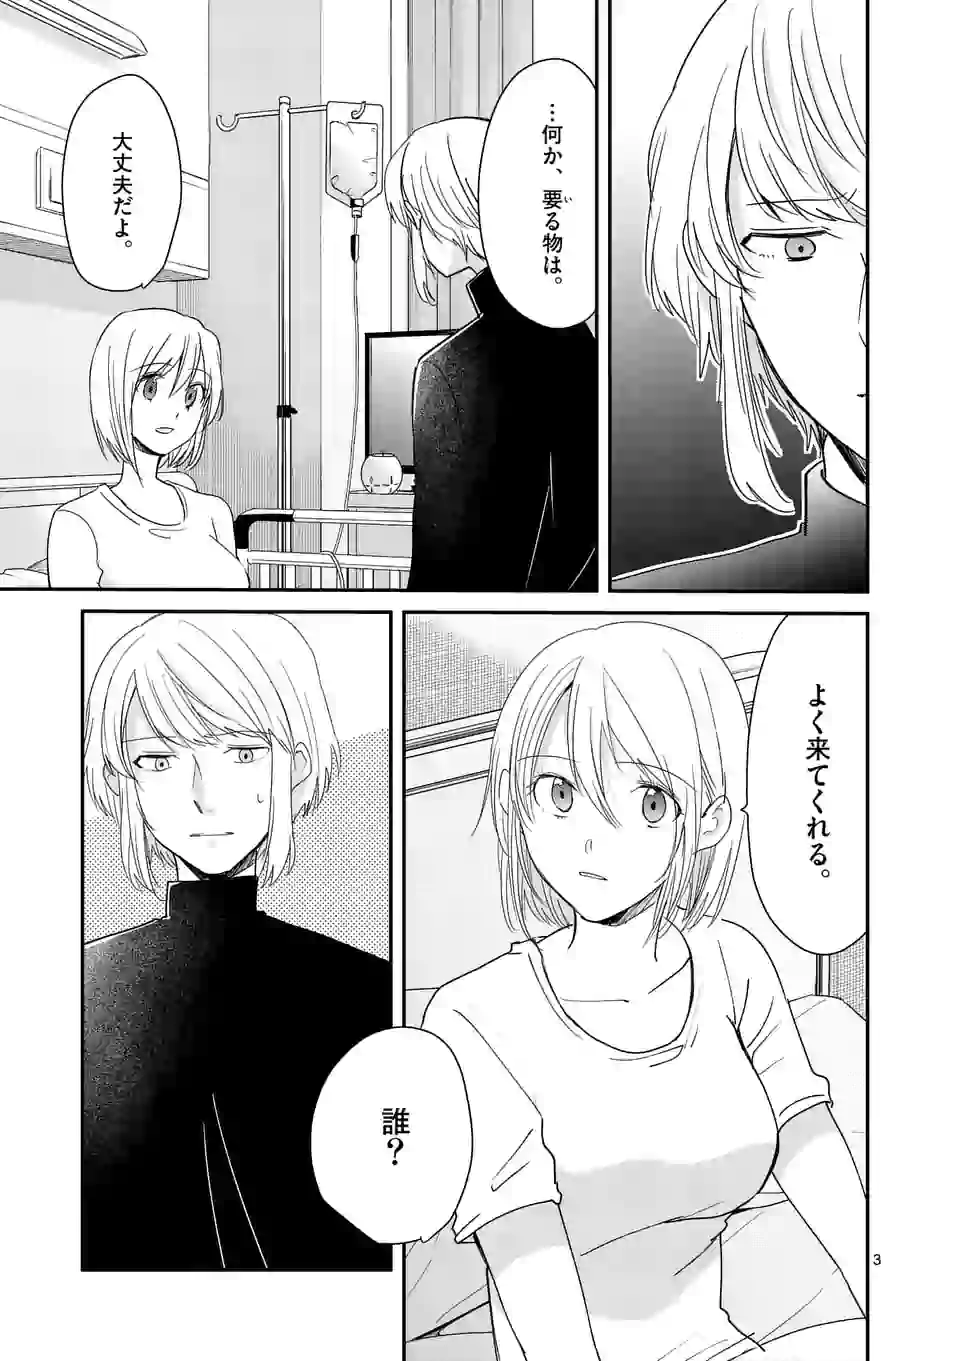 …何か、要る物は。
大丈夫だよ。
よく来てくれる。
誰？
3